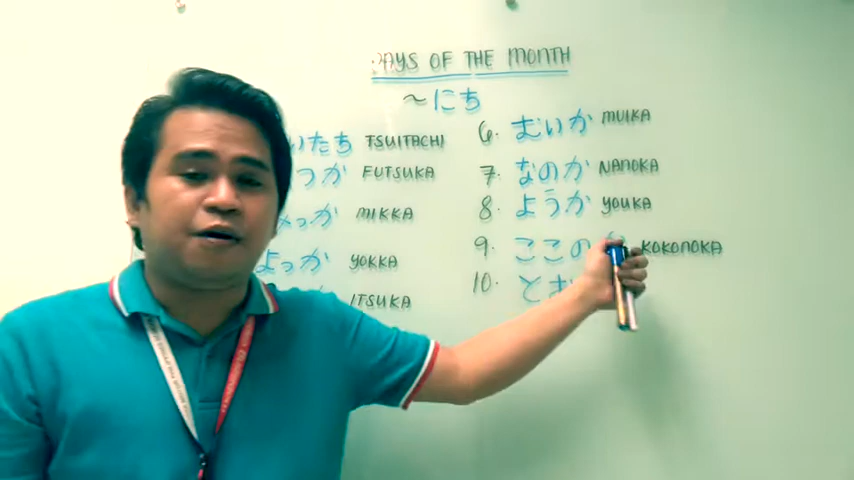 DAYS OF THE MONTH
~にち
いたち TSUITACHI
つか FUTSUKA
っか MIKKA
よっか YOKKA
ITSUKA
6. むいか MUIKA
7. なのか NANOKA
8. ようか YOUKA
9. ここの KOKONOKA
10. とお